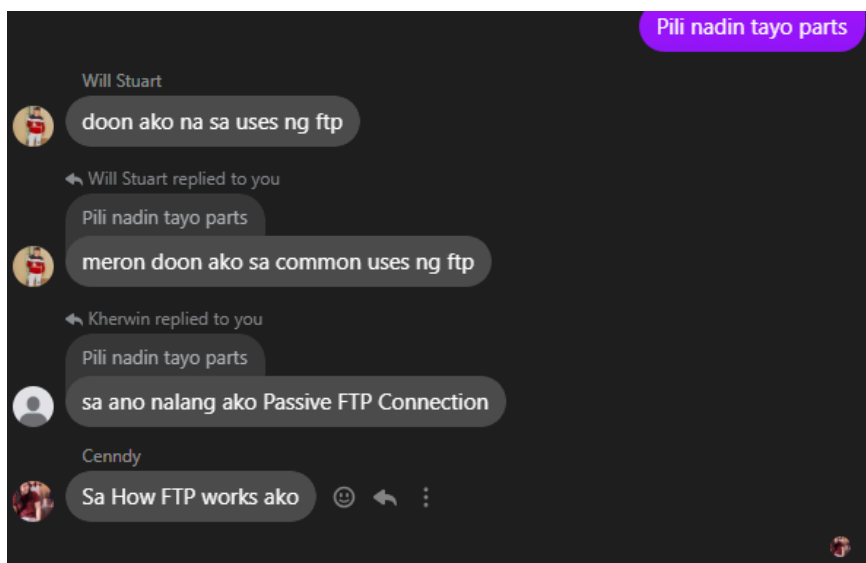 Pili nadin tayo parts
Will Stuart
doon ako na sa uses ng ftp
Will Stuart replied to you
Pili nadin tayo parts
meron doon ako sa common uses ng ftp
Kherwin replied to you
Pili nadin tayo parts
sa ano nalang ako Passive FTP Connection
Cenndy
Sa How FTP works ako